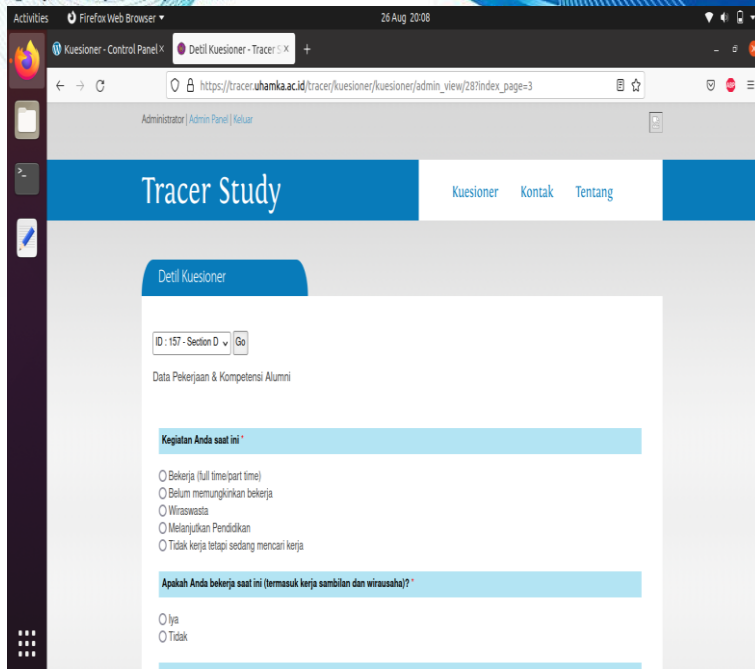 Activities
Firefox Web Browser
26 Aug 20:08
Kuesioner - Control Panel
Detil Kuesioner - Tracer S
https://tracer.uhamka.ac.id/tracer/kuesioner/kuesioner/admin_view/28?index_page=3
Administrator | Admin Panel | Keluar
Tracer Study
Kuesioner Kontak Tentang
Detil Kuesioner
ID : 157 - Section D Go
Data Pekerjaan & Kompetensi Alumni
Kegiatan Anda saat ini *
Bekerja (full time/part time)
Belum memungkinkan bekerja
Wiraswasta
Melanjutkan Pendidikan
Tidak kerja tetapi sedang mencari kerja
Apakah Anda bekerja saat ini (termasuk kerja sambilan dan wirausaha)? *
Iya
Tidak